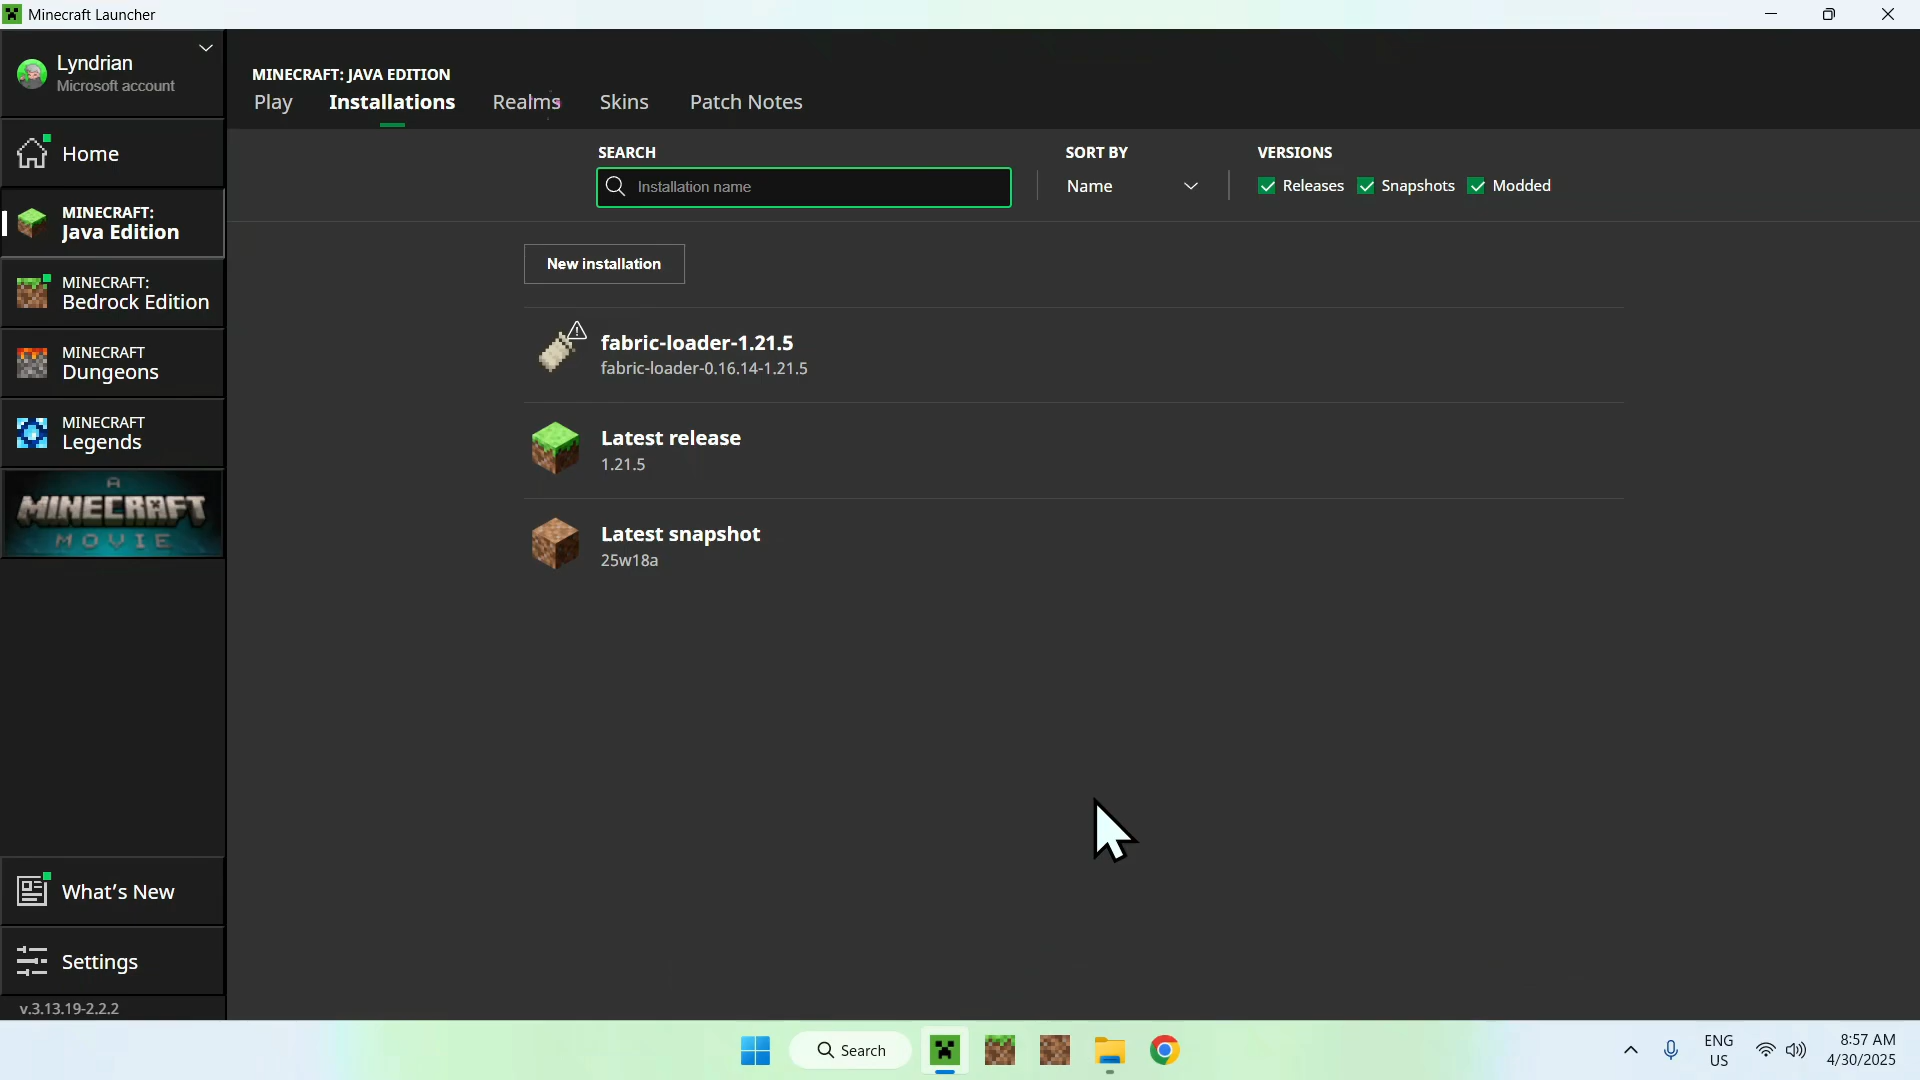 Minecraft Launcher
Lyndrian
Microsoft account
Home
MINECRAFT:
Java Edition
MINECRAFT:
Bedrock Edition
MINECRAFT
Dungeons
MINECRAFT
Legends
A
MINECRAFT
MOVIE
What's New
Settings
v.3.13.19-2.2.2
MINECRAFT: JAVA EDITION
Play Installations Realms Skins Patch Notes
SEARCH
Installation name
SORT BY
Name
VERSIONS
Releases Snapshots Modded
New installation
fabric-loader-1.21.5
fabric-loader-0.16.14-1.21.5
Latest release
1.21.5
Latest snapshot
25w18a
Search
ENG
US
8:57 AM
4/30/2025